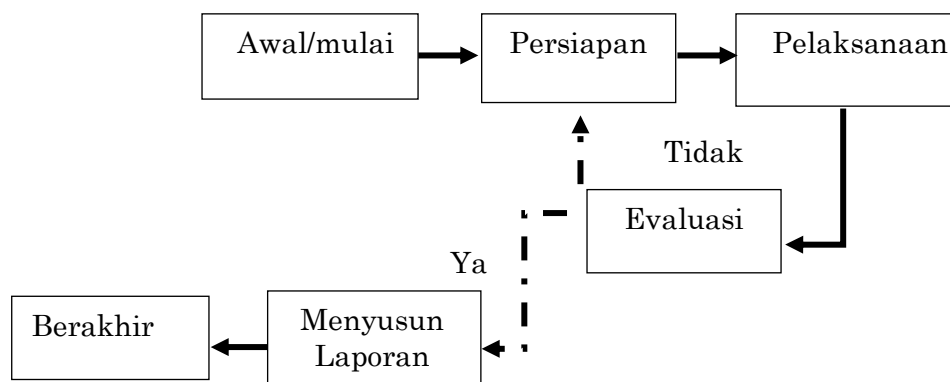 Awal/mulai
Persiapan
Pelaksanaan
Tidak
Evaluasi
Ya
Menyusun
Laporan
Berakhir